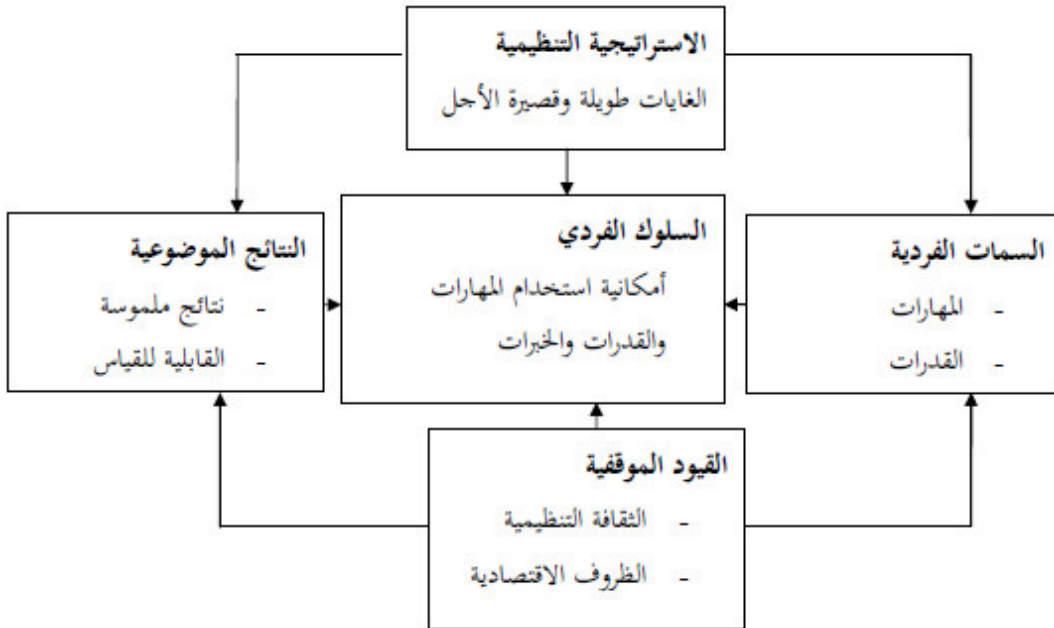 الاستراتيجية التنظيمية
الغايات طويلة وقصيرة الأجل
السمات الفردية
- المهارات
- القدرات
السلوك الفردي
أمكانية استخدام المهارات
والقدرات والخبرات
النتائج الموضوعية
- نتائج ملموسة
- القابلية للقياس
القيود الموقفية
- الثقافة التنظيمية
- الظروف الاقتصادية